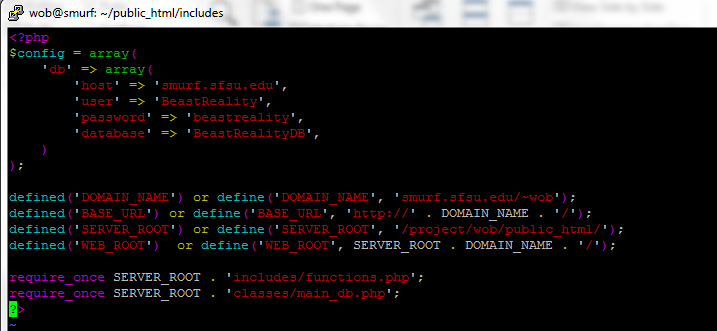 wob@smurf: ~/public_html/includes
<?php
$config = array(
    'db' => array(
        'host' => 'smurf.sfsu.edu',
        'user' => 'BeastReality',
        'password' => 'beastreality',
        'database' => 'BeastRealityDB',
    )
);
defined('DOMAIN_NAME') or define('DOMAIN_NAME', 'smurf.sfsu.edu/~wob');
defined('BASE_URL') or define('BASE_URL', 'http://' . DOMAIN_NAME . '/');
defined('SERVER_ROOT') or define('SERVER_ROOT', '/project/wob/public_html/');
defined('WEB_ROOT')  or define('WEB_ROOT', SERVER_ROOT . DOMAIN_NAME . '/');
require_once SERVER_ROOT . 'includes/functions.php';
require_once SERVER_ROOT . 'classes/main_db.php';
?>
~